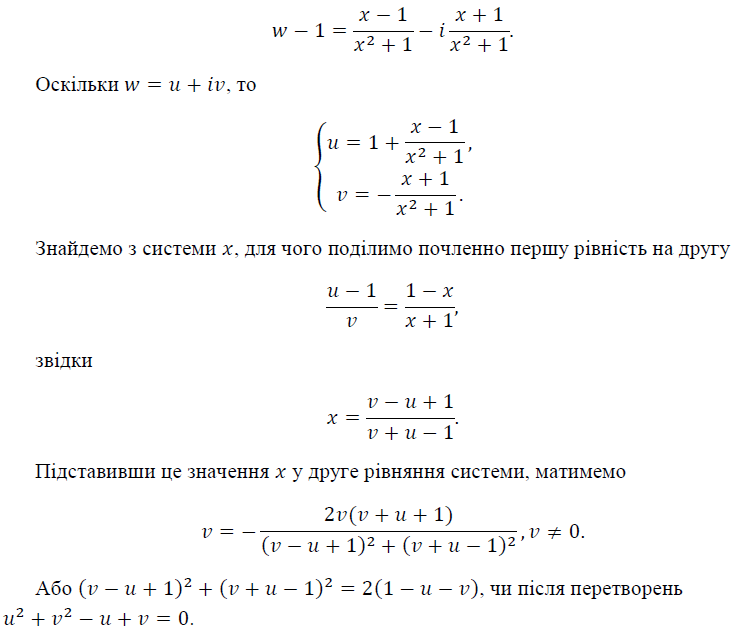 w − 1 = (x − 1)/(x² + 1) − i (x + 1)/(x² + 1).
Оскільки w = u + iv, то
{ u = 1 + (x − 1)/(x² + 1),
v = − (x + 1)/(x² + 1).
Знайдемо з системи x, для чого поділимо почленно першу рівність на другу
(u − 1)/v = (1 − x)/(x + 1),
звідки
x = (v − u + 1)/(v + u − 1).
Підставивши це значення x у друге рівняння системи, матимемо
v = − 2v(v + u + 1)/((v − u + 1)² + (v + u − 1)²), v ≠ 0.
Або (v − u + 1)² + (v + u − 1)² = 2(1 − u − v), чи після перетворень
u² + v² − u + v = 0.